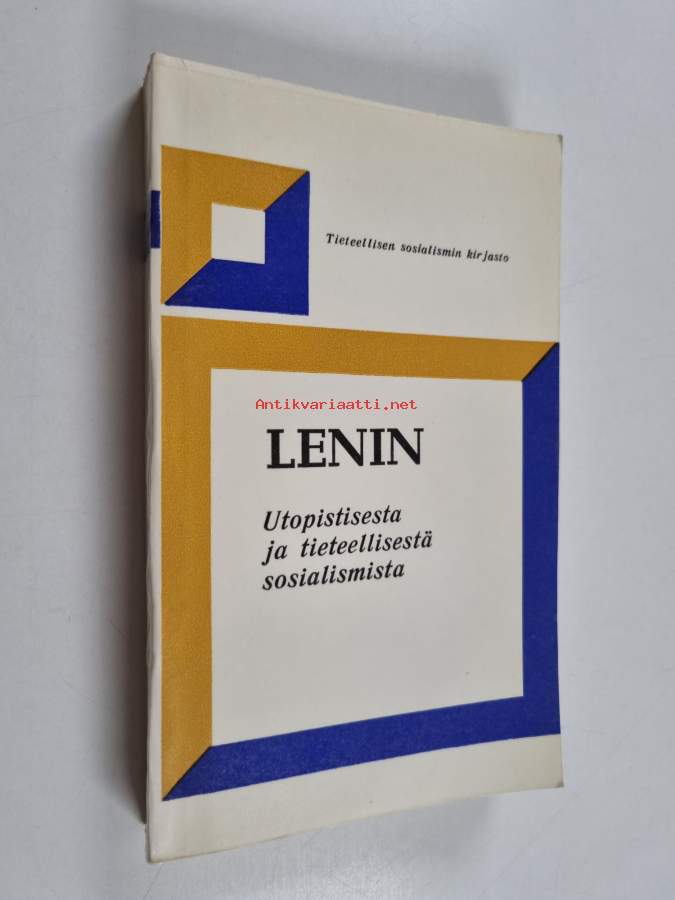 Tieteellisen sosialismin kirjasto
Antikvariaatti.net
LENIN
Utopistisesta
ja tieteellisestä
sosialismista